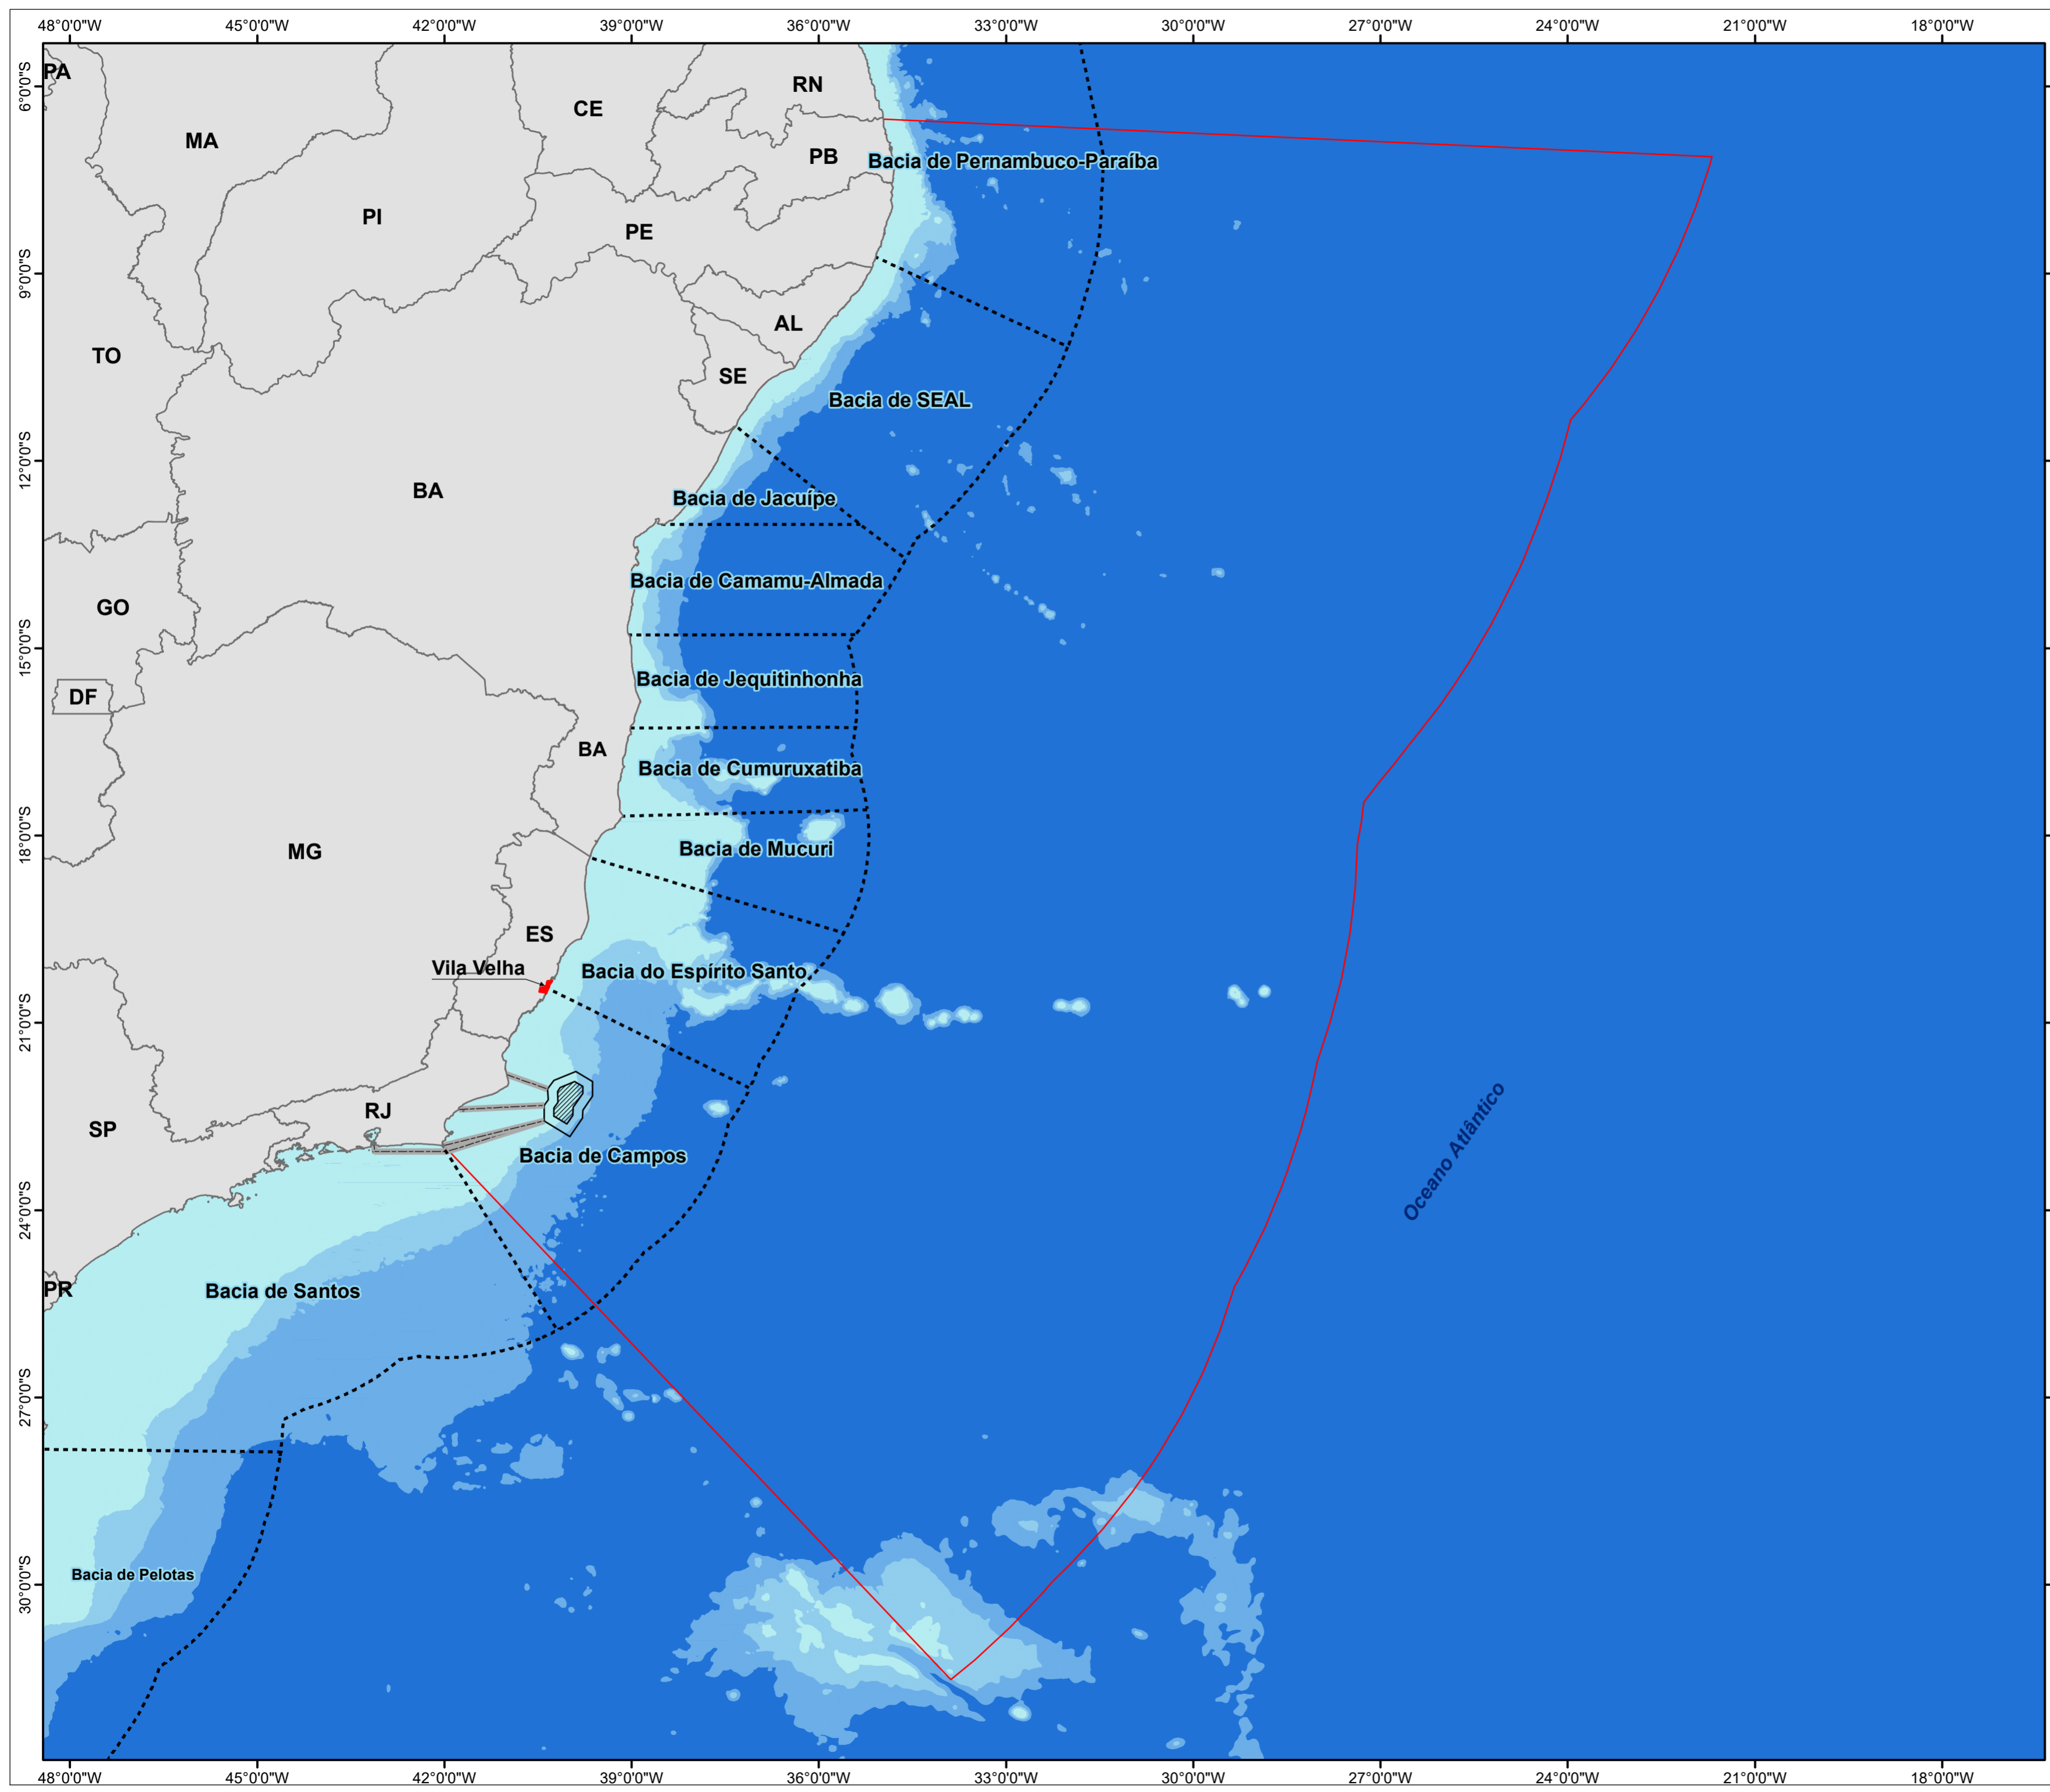 48°0'0"W 45°0'0"W 42°0'0"W 39°0'0"W 36°0'0"W 33°0'0"W 30°0'0"W 27°0'0"W 24°0'0"W 21°0'0"W 18°0'0"W
PA
6°0'0"S
RN
CE
MA
PB
Bacia de Pernambuco-Paraíba
PI
PE
9°0'0"S
AL
TO
SE
Bacia de SEAL
12°0'0"S
BA
Bacia de Jacuípe
Bacia de Camamu-Almada
GO
15°0'0"S
Bacia de Jequitinhonha
DF
BA
Bacia de Cumuruxatiba
18°0'0"S
MG
Bacia de Mucuri
ES
Vila Velha
Bacia do Espírito Santo
21°0'0"S
RJ
SP
Bacia de Campos
Oceano Atlântico
24°0'0"S
PR
Bacia de Santos
27°0'0"S
Bacia de Pelotas
30°0'0"S
48°0'0"W 45°0'0"W 42°0'0"W 39°0'0"W 36°0'0"W 33°0'0"W 30°0'0"W 27°0'0"W 24°0'0"W 21°0'0"W 18°0'0"W